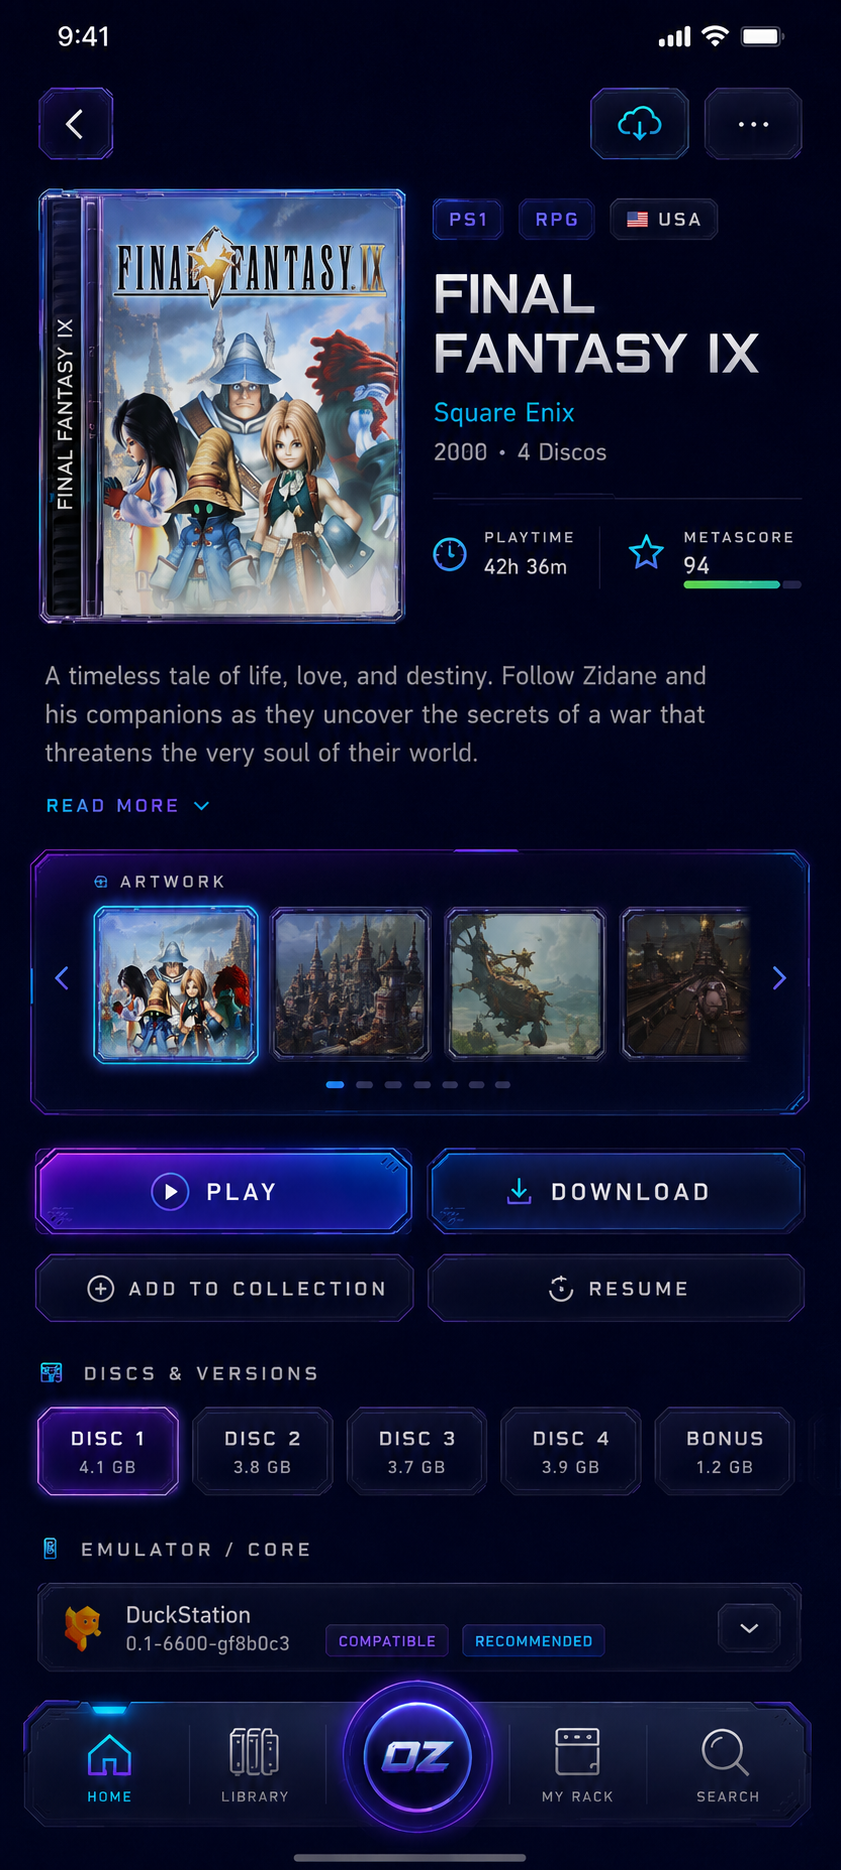 9:41
PS1
RPG
USA
FINAL FANTASY IX
FINAL FANTASY IX
FINAL
FANTASY IX
Square Enix
2000 • 4 Discos
PLAYTIME
42h 36m
METASCORE
94
A timeless tale of life, love, and destiny. Follow Zidane and
his companions as they uncover the secrets of a war that
threatens the very soul of their world.
READ MORE
ARTWORK
PLAY
DOWNLOAD
ADD TO COLLECTION
RESUME
DISCS & VERSIONS
DISC 1
4.1 GB
DISC 2
3.8 GB
DISC 3
3.7 GB
DISC 4
3.9 GB
BONUS
1.2 GB
EMULATOR / CORE
DuckStation
0.1-6600-gf8b0c3
COMPATIBLE
RECOMMENDED
HOME
LIBRARY
OZ
MY RACK
SEARCH